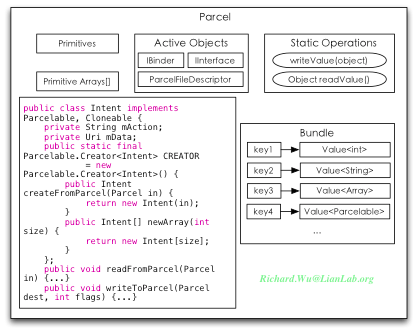 Parcel
Primitives
Primitive Arrays[]
Active Objects
IBinder
IInterface
ParcelFileDescriptor
Static Operations
writeValue(object)
Object readValue()
public class Intent implements
Parcelable, Cloneable {
private String mAction;
private Uri mData;
public static final
Parcelable.Creator<Intent> CREATOR
= new
Parcelable.Creator<Intent>() {
public Intent
createFromParcel(Parcel in) {
return new Intent(in);
}
public Intent[] newArray(int
size) {
return new Intent[size];
}
};
public void readFromParcel(Parcel
in) {...}
public void writeToParcel(Parcel
dest, int flags) {...}
Bundle
key1 Value<int>
key2 Value<String>
key3 Value<Array>
key4 Value<Parcelable>
...
Richard.Wu@LianLab.org